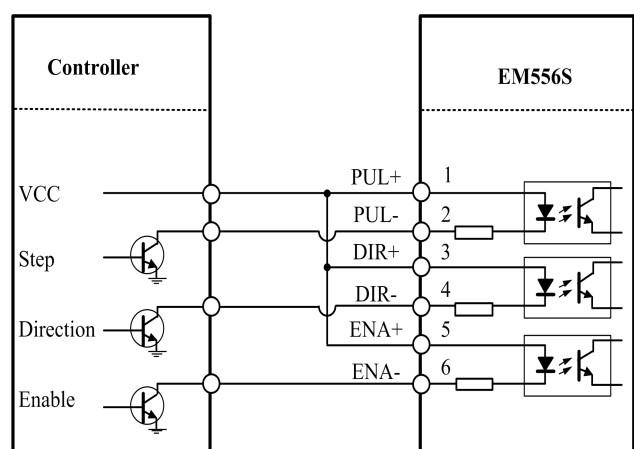 Controller
EM556S
VCC
PUL+
1
PUL-
2
Step
DIR+
3
DIR-
4
Direction
ENA+
5
ENA-
6
Enable